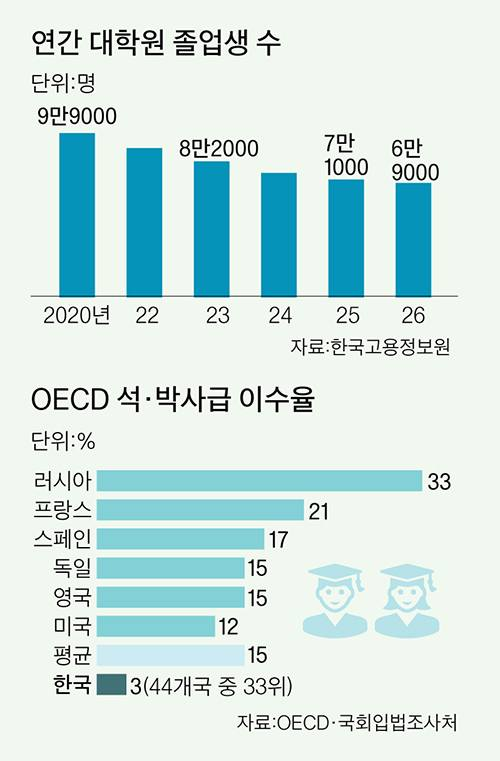 연간 대학원 졸업생 수
단위:명
9만9000
8만2000
7만
1000
6만
9000
2020년 22 23 24 25 26
자료:한국고용정보원
OECD 석·박사급 이수율
단위:%
러시아 33
프랑스 21
스페인 17
독일 15
영국 15
미국 12
평균 15
한국 3(44개국 중 33위)
자료:OECD·국회입법조사처